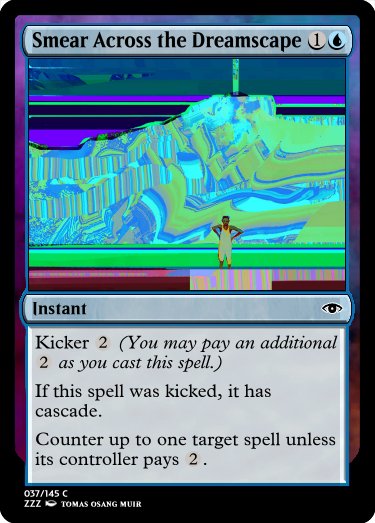 Smear Across the Dreamscape 1
Instant
Kicker 2 (You may pay an additional
2 as you cast this spell.)
If this spell was kicked, it has
cascade.
Counter up to one target spell unless
its controller pays 2.
037/145 C
ZZZ TOMAS OSANG MUIR